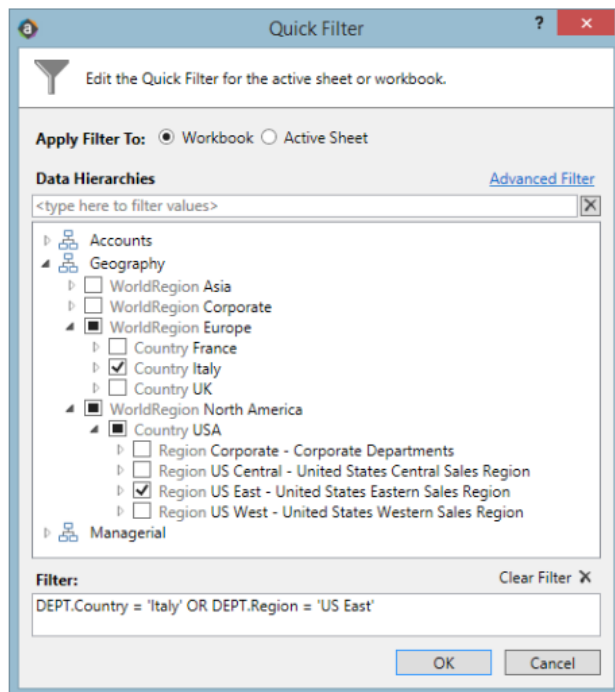 Quick Filter
?
Edit the Quick Filter for the active sheet or workbook.
Apply Filter To: Workbook Active Sheet
Data Hierarchies Advanced Filter
<type here to filter values>
Accounts
Geography
WorldRegion Asia
WorldRegion Corporate
WorldRegion Europe
Country France
Country Italy
Country UK
WorldRegion North America
Country USA
Region Corporate - Corporate Departments
Region US Central - United States Central Sales Region
Region US East - United States Eastern Sales Region
Region US West - United States Western Sales Region
Managerial
Filter: Clear Filter
DEPT.Country = 'Italy' OR DEPT.Region = 'US East'
OK Cancel